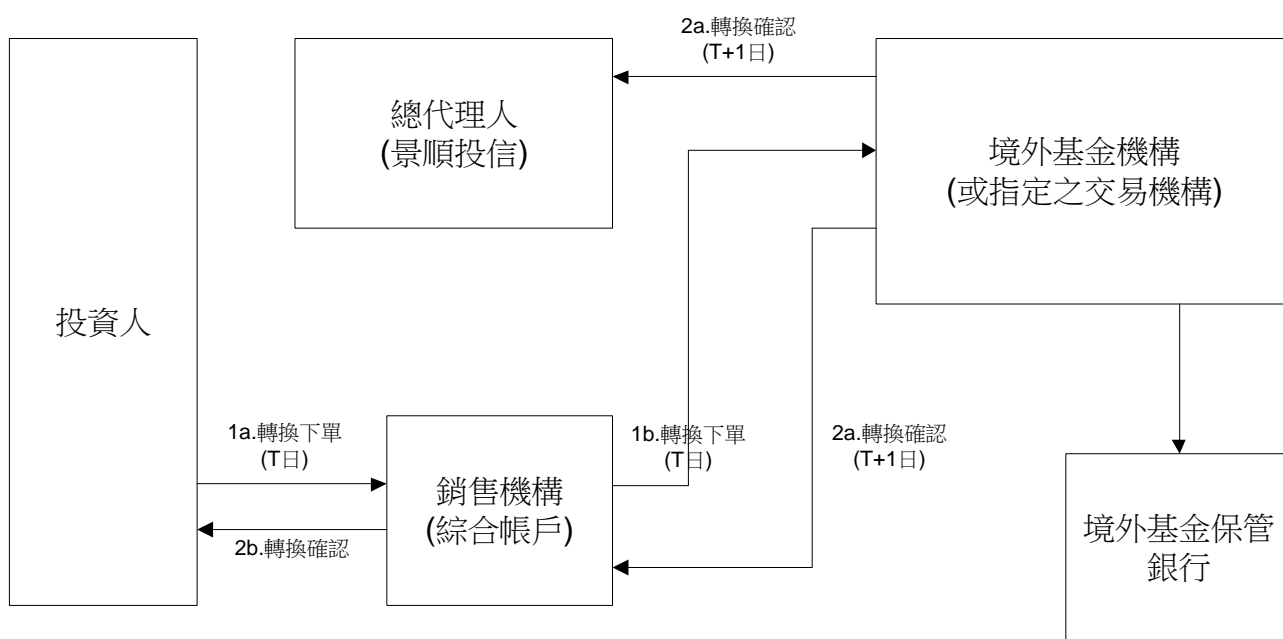 2a.轉換確認
(T+1日)
總代理人
(景順投信)
境外基金機構
(或指定之交易機構)
投資人
1a.轉換下單
(T日)
1b.轉換下單
(T日)
2a.轉換確認
(T+1日)
銷售機構
(綜合帳戶)
2b.轉換確認
境外基金保管
銀行